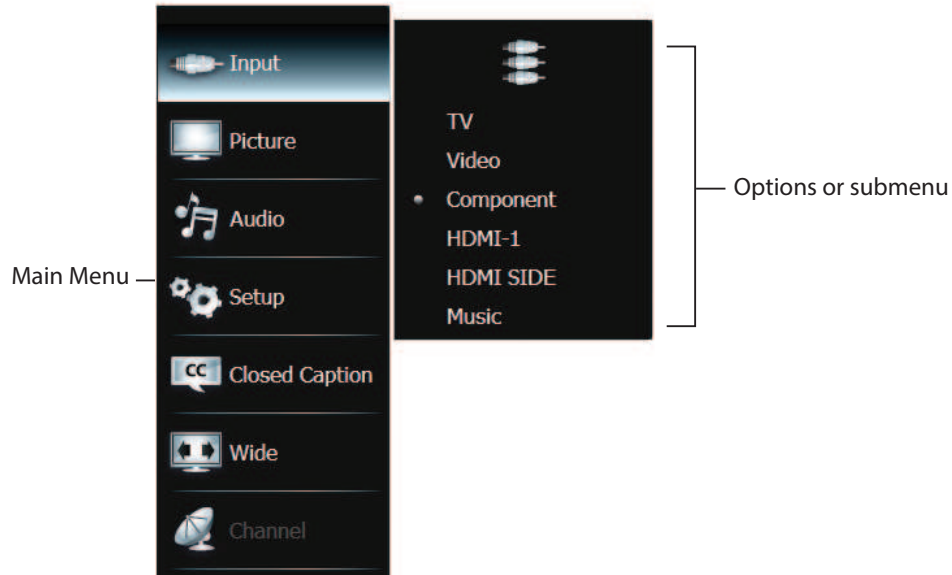 Main Menu
Input
Picture
Audio
Setup
CC
Closed Caption
Wide
Channel
TV
Video
Component
HDMI-1
HDMI SIDE
Music
Options or submenu